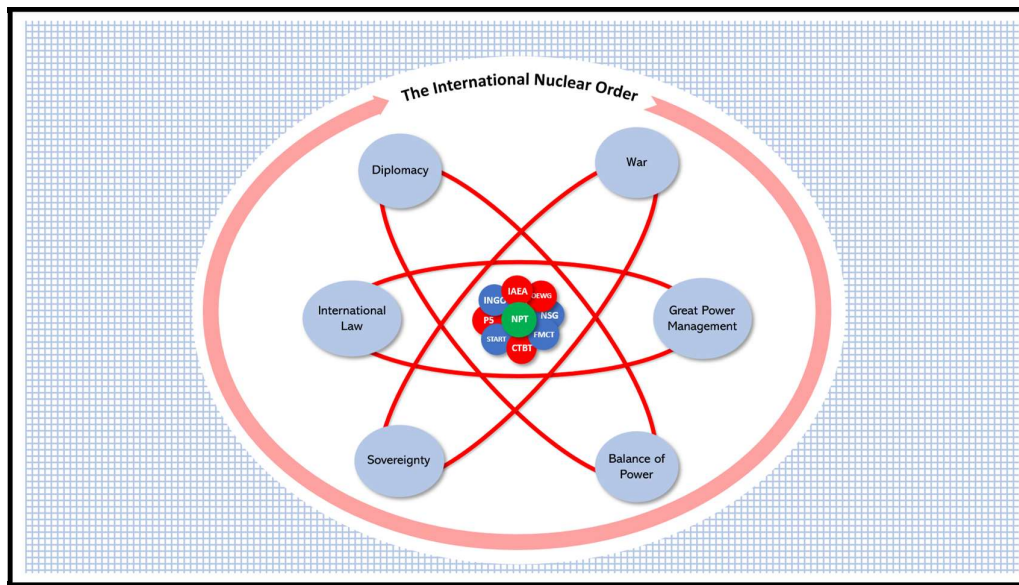 The International Nuclear Order
Diplomacy
War
International
Law
Great Power
Management
IAEA
OEWG
INGO
NSG
P5
NPT
START
FMCT
CTBT
Sovereignty
Balance of
Power